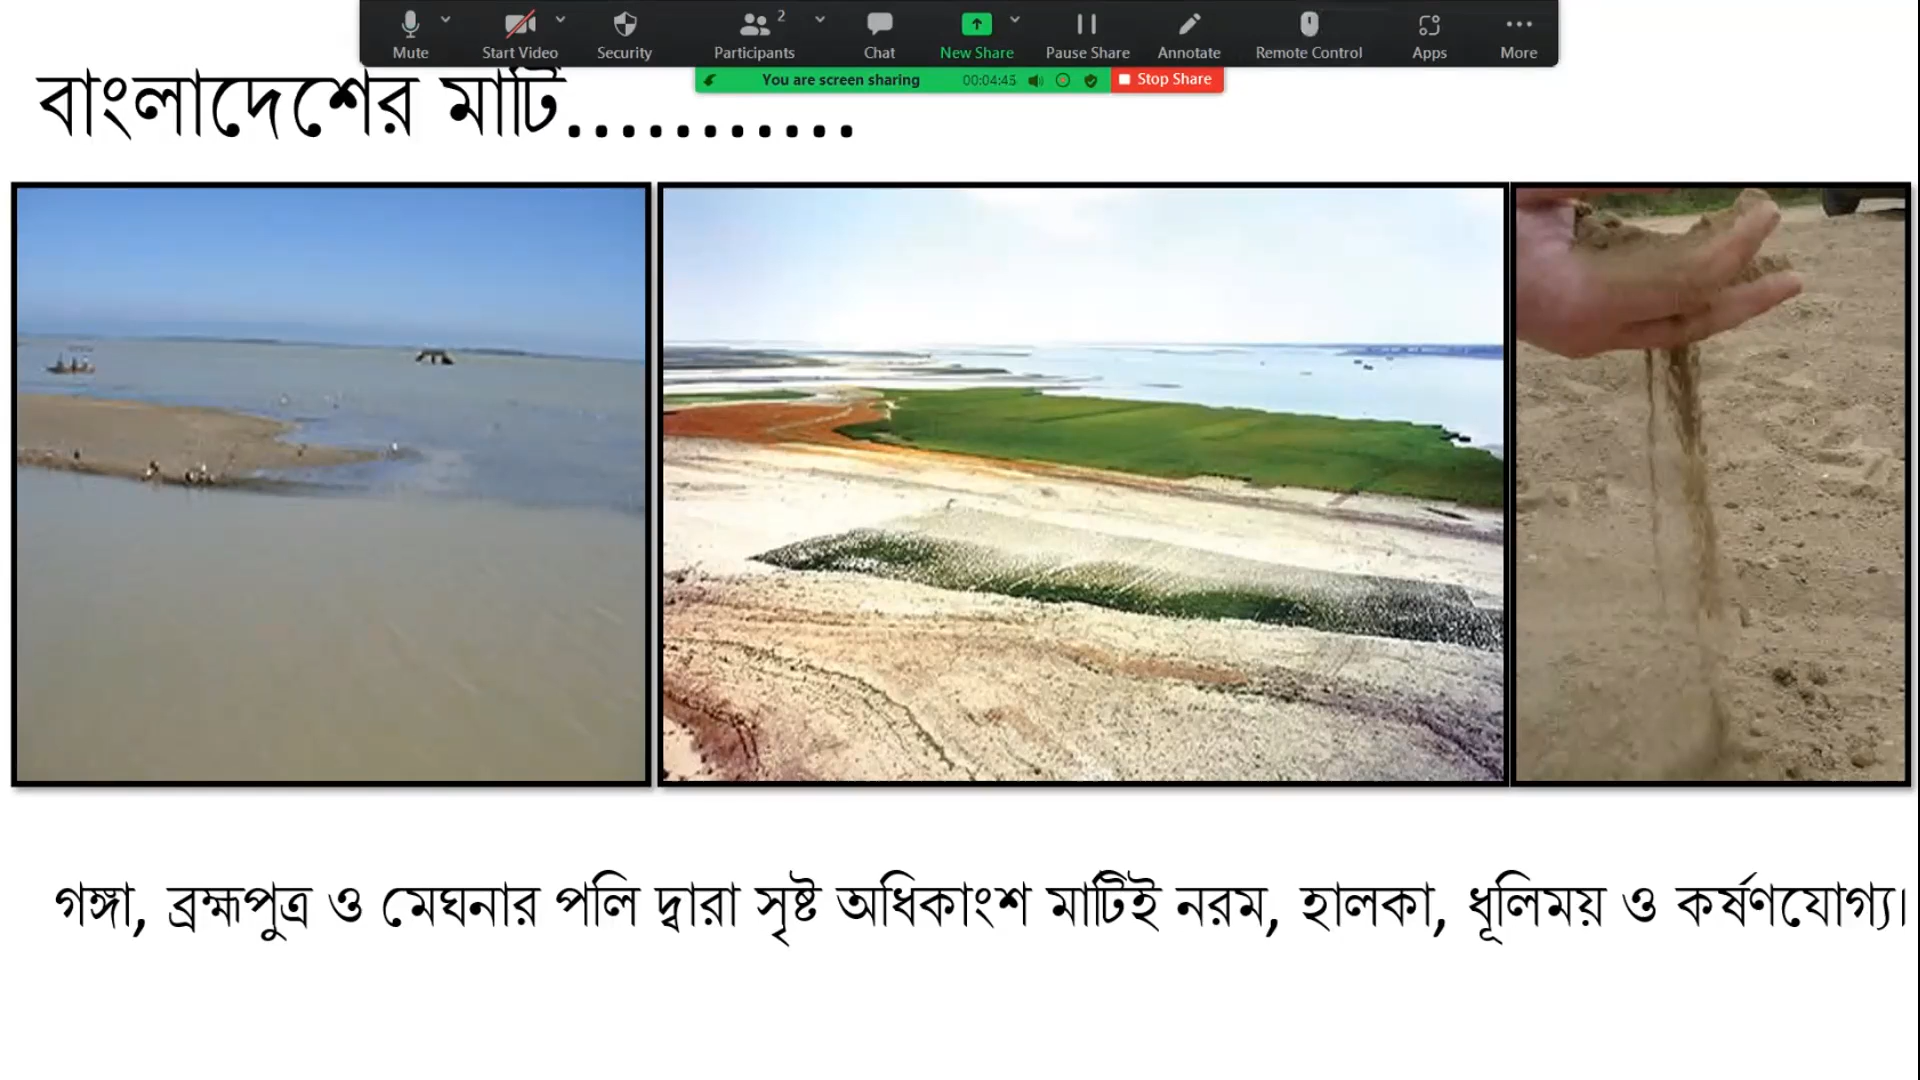 2
Mute Start Video Security Participants Chat New Share Pause Share Annotate Remote Control Apps More
You are screen sharing 00:04:45 Stop Share
বাংলাদেশের মাটি...........
গঙ্গা, ব্রহ্মপুত্র ও মেঘনার পলি দ্বারা সৃষ্ট অধিকাংশ মাটিই নরম, হালকা, ধূলিময় ও কর্ষণযোগ্য।